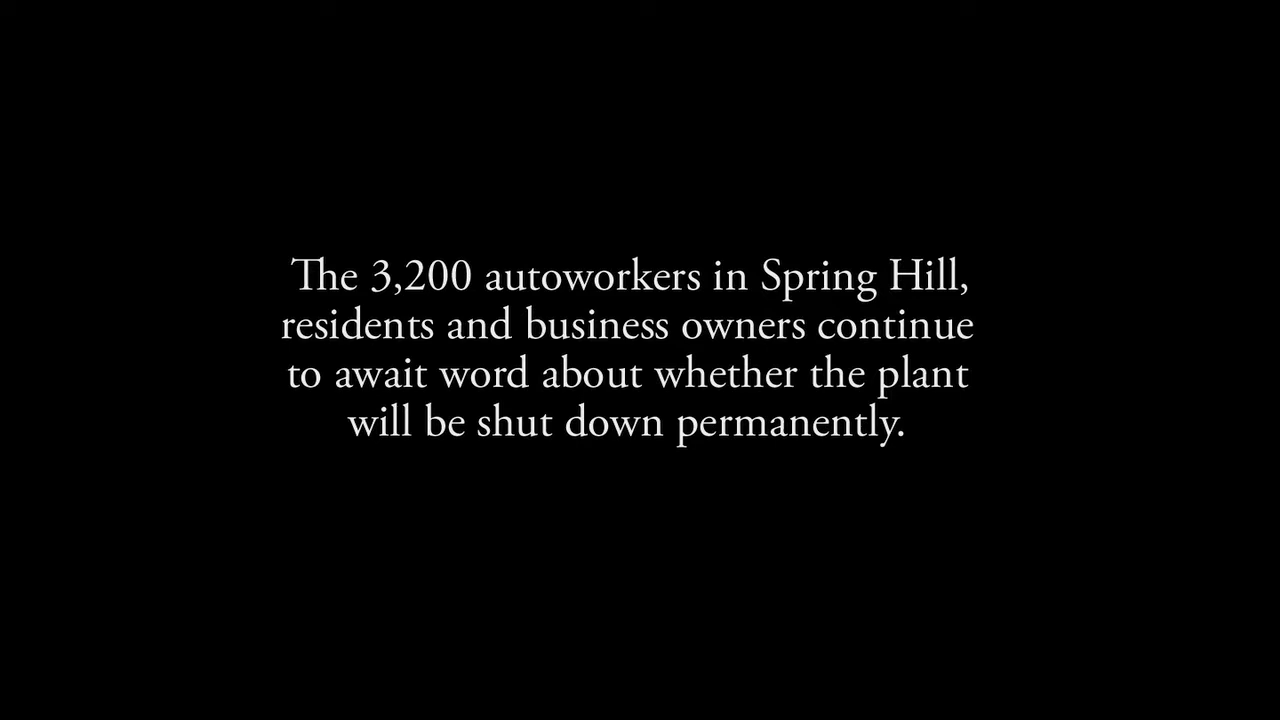 The 3,200 autoworkers in Spring Hill,
residents and business owners continue
to await word about whether the plant
will be shut down permanently.